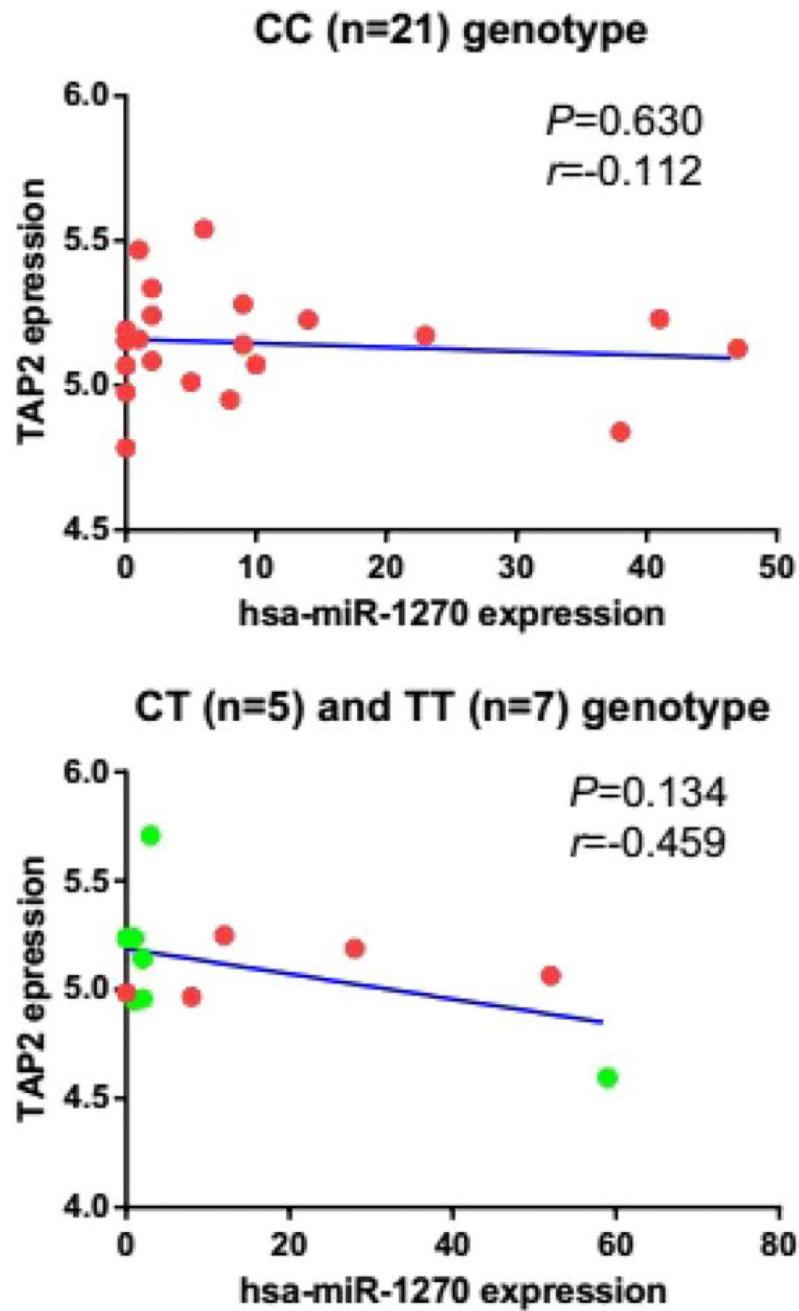 CC (n=21) genotype
6.0
P=0.630
r=-0.112
5.5
TAP2 epression
5.0
4.5
0 10 20 30 40 50
hsa-miR-1270 expression
CT (n=5) and TT (n=7) genotype
6.0
P=0.134
r=-0.459
5.5
TAP2 epression
5.0
4.5
4.0
0 20 40 60 80
hsa-miR-1270 expression